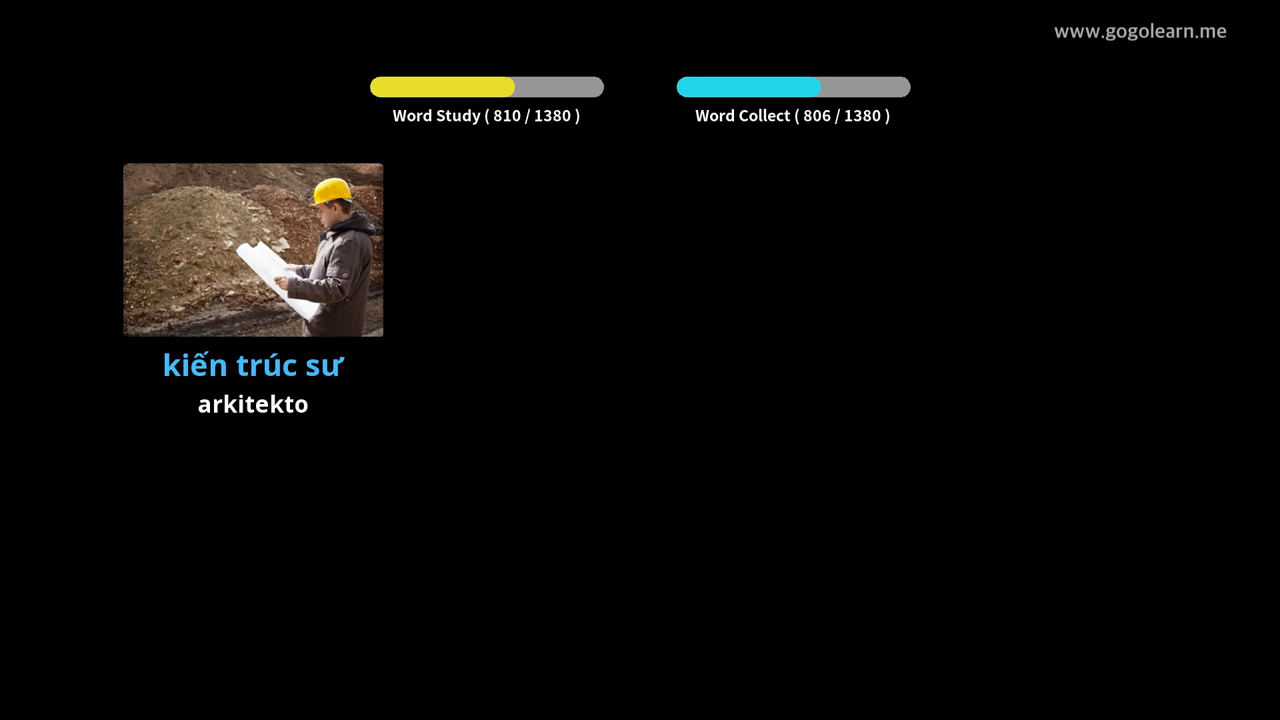 www.gogolearn.me
Word Study ( 810 / 1380 )
Word Collect ( 806 / 1380 )
kiến trúc sư
arkitekto